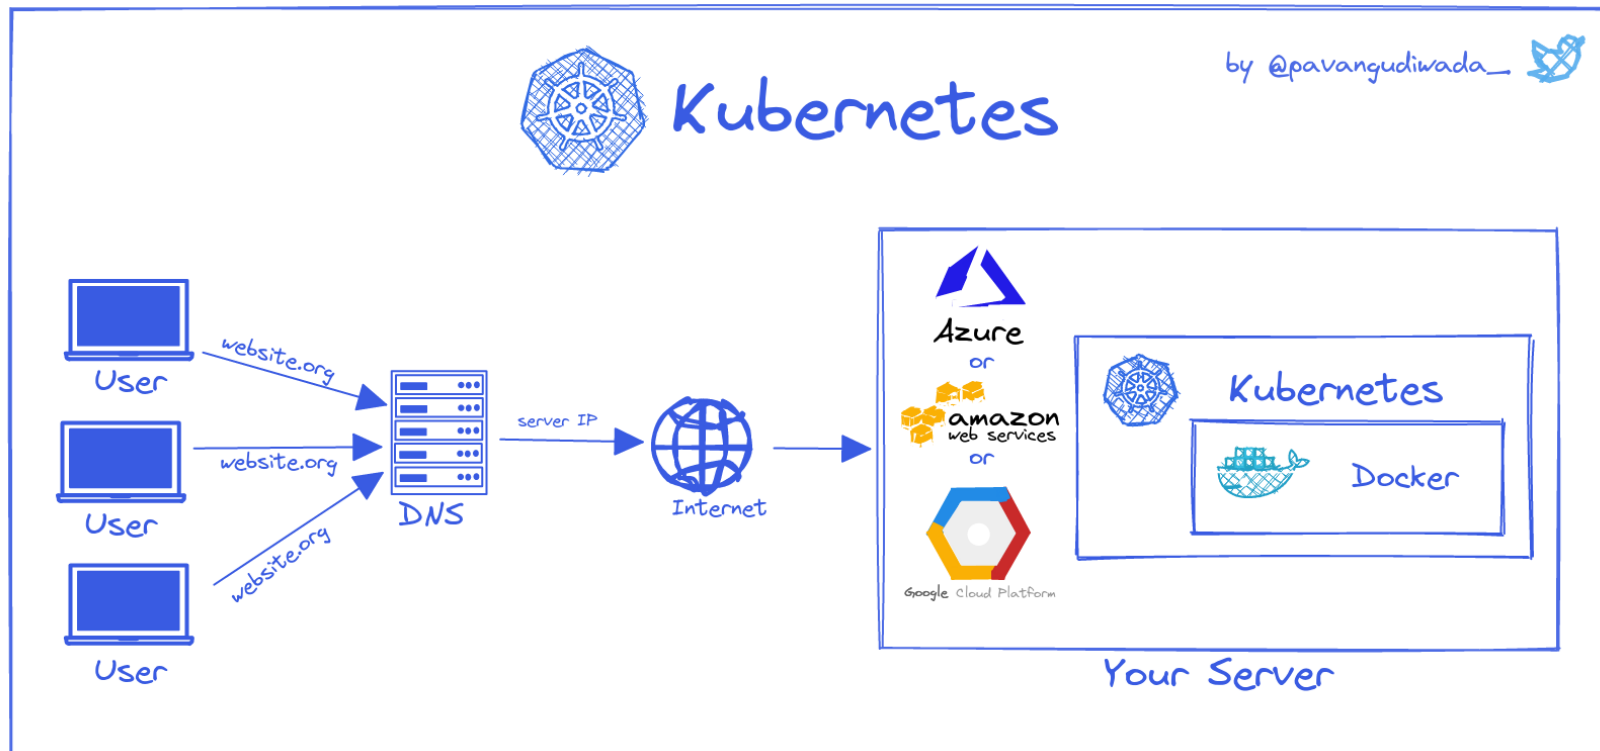 by @pavangudiwada_
Kubernetes
website.org
User
website.org
User
website.org
User
DNS
server IP
Internet
Azure
or
amazon
web services
or
Google Cloud Platform
Kubernetes
Docker
Your Server